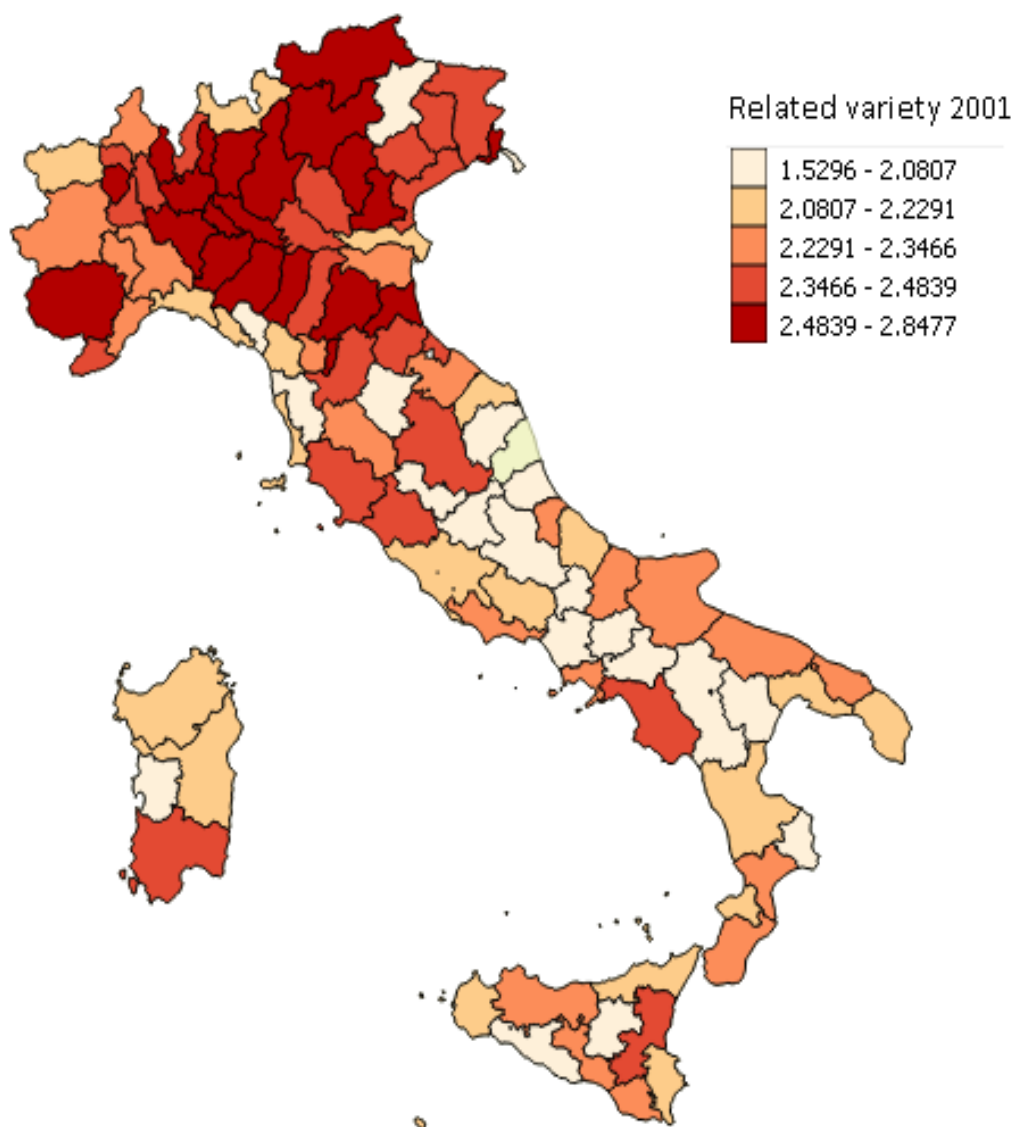 Related variety 2001
1.5296 - 2.0807
2.0807 - 2.2291
2.2291 - 2.3466
2.3466 - 2.4839
2.4839 - 2.8477